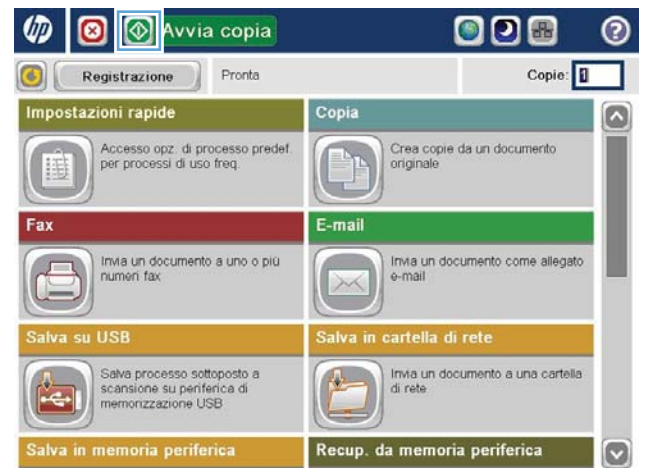 hp
Avvia copia
?
Registrazione
Pronta
Copie: 1
Impostazioni rapide
Copia
Accesso opz. di processo predef.
per processi di uso freq.
Crea copie da un documento
originale
Fax
E-mail
Invia un documento a uno o più
numeri fax
Invia un documento come allegato
e-mail
Salva su USB
Salva in cartella di rete
Salva processo sottoposto a
scansione su periferica di
memorizzazione USB
Invia un documento a una cartella
di rete
Salva in memoria periferica
Recup. da memoria periferica